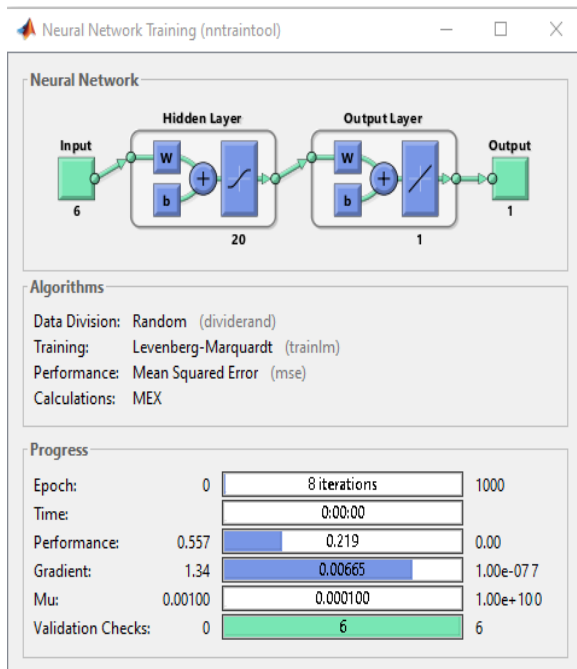 Neural Network Training (nntraintool)
Neural Network
Hidden Layer
Output Layer
Input
Output
W
b
+
W
b
+
6
20
1
1
Algorithms
Data Division: Random (dividerand)
Training: Levenberg-Marquardt (trainlm)
Performance: Mean Squared Error (mse)
Calculations: MEX
Progress
Epoch: 0 8 iterations 1000
Time: 0:00:00
Performance: 0.557 0.219 0.00
Gradient: 1.34 0.00665 1.00e-07 7
Mu: 0.00100 0.000100 1.00e+10 0
Validation Checks: 0 6 6